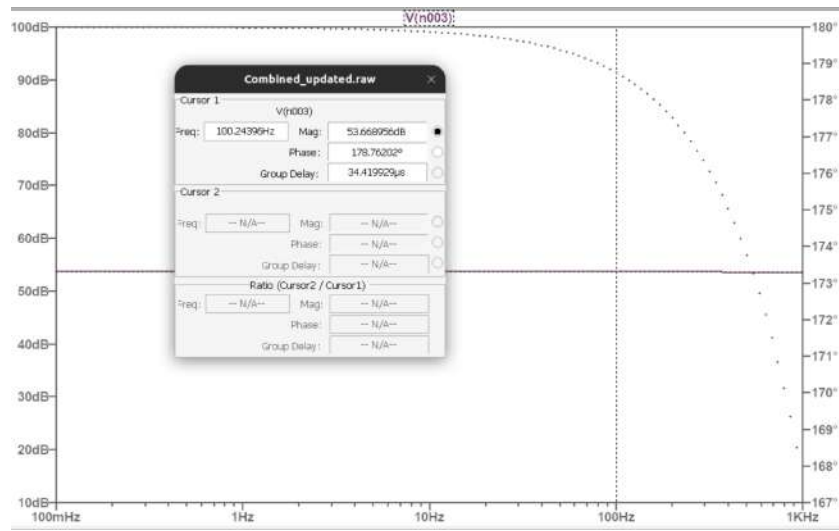 V(n003)
100dB
90dB
80dB
70dB
60dB
50dB
40dB
30dB
20dB
10dB
Combined_updated.raw
Cursor 1
V(n003)
Freq: 100.24396Hz Mag: 53.668956dB
Phase: 178.76202°
Group Delay: 34.419929µs
Cursor 2
Freq: -- N/A-- Mag: -- N/A--
Phase: -- N/A--
Group Delay: -- N/A--
Ratio (Cursor2 / Cursor1)
Freq: -- N/A-- Mag: -- N/A--
Phase: -- N/A--
Group Delay: -- N/A--
180°
179°
178°
177°
176°
175°
174°
173°
172°
171°
170°
169°
168°
167°
100mHz 1Hz 10Hz 100Hz 1KHz